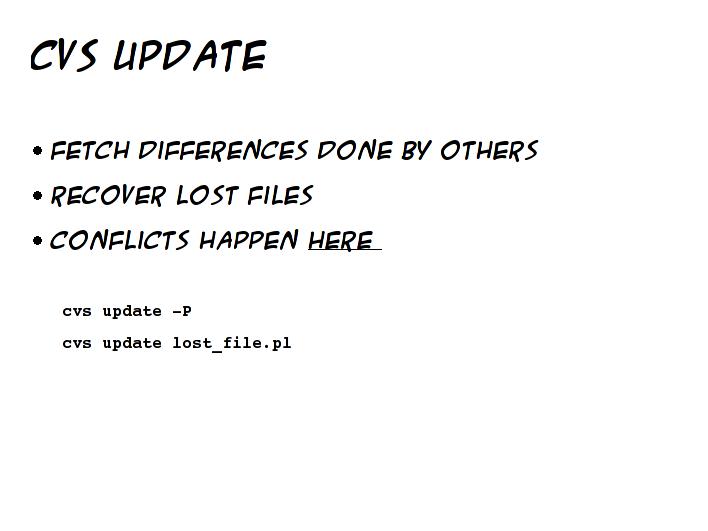 CVS UPDATE
• FETCH DIFFERENCES DONE BY OTHERS
• RECOVER LOST FILES
• CONFLICTS HAPPEN HERE
cvs update -P
cvs update lost_file.pl